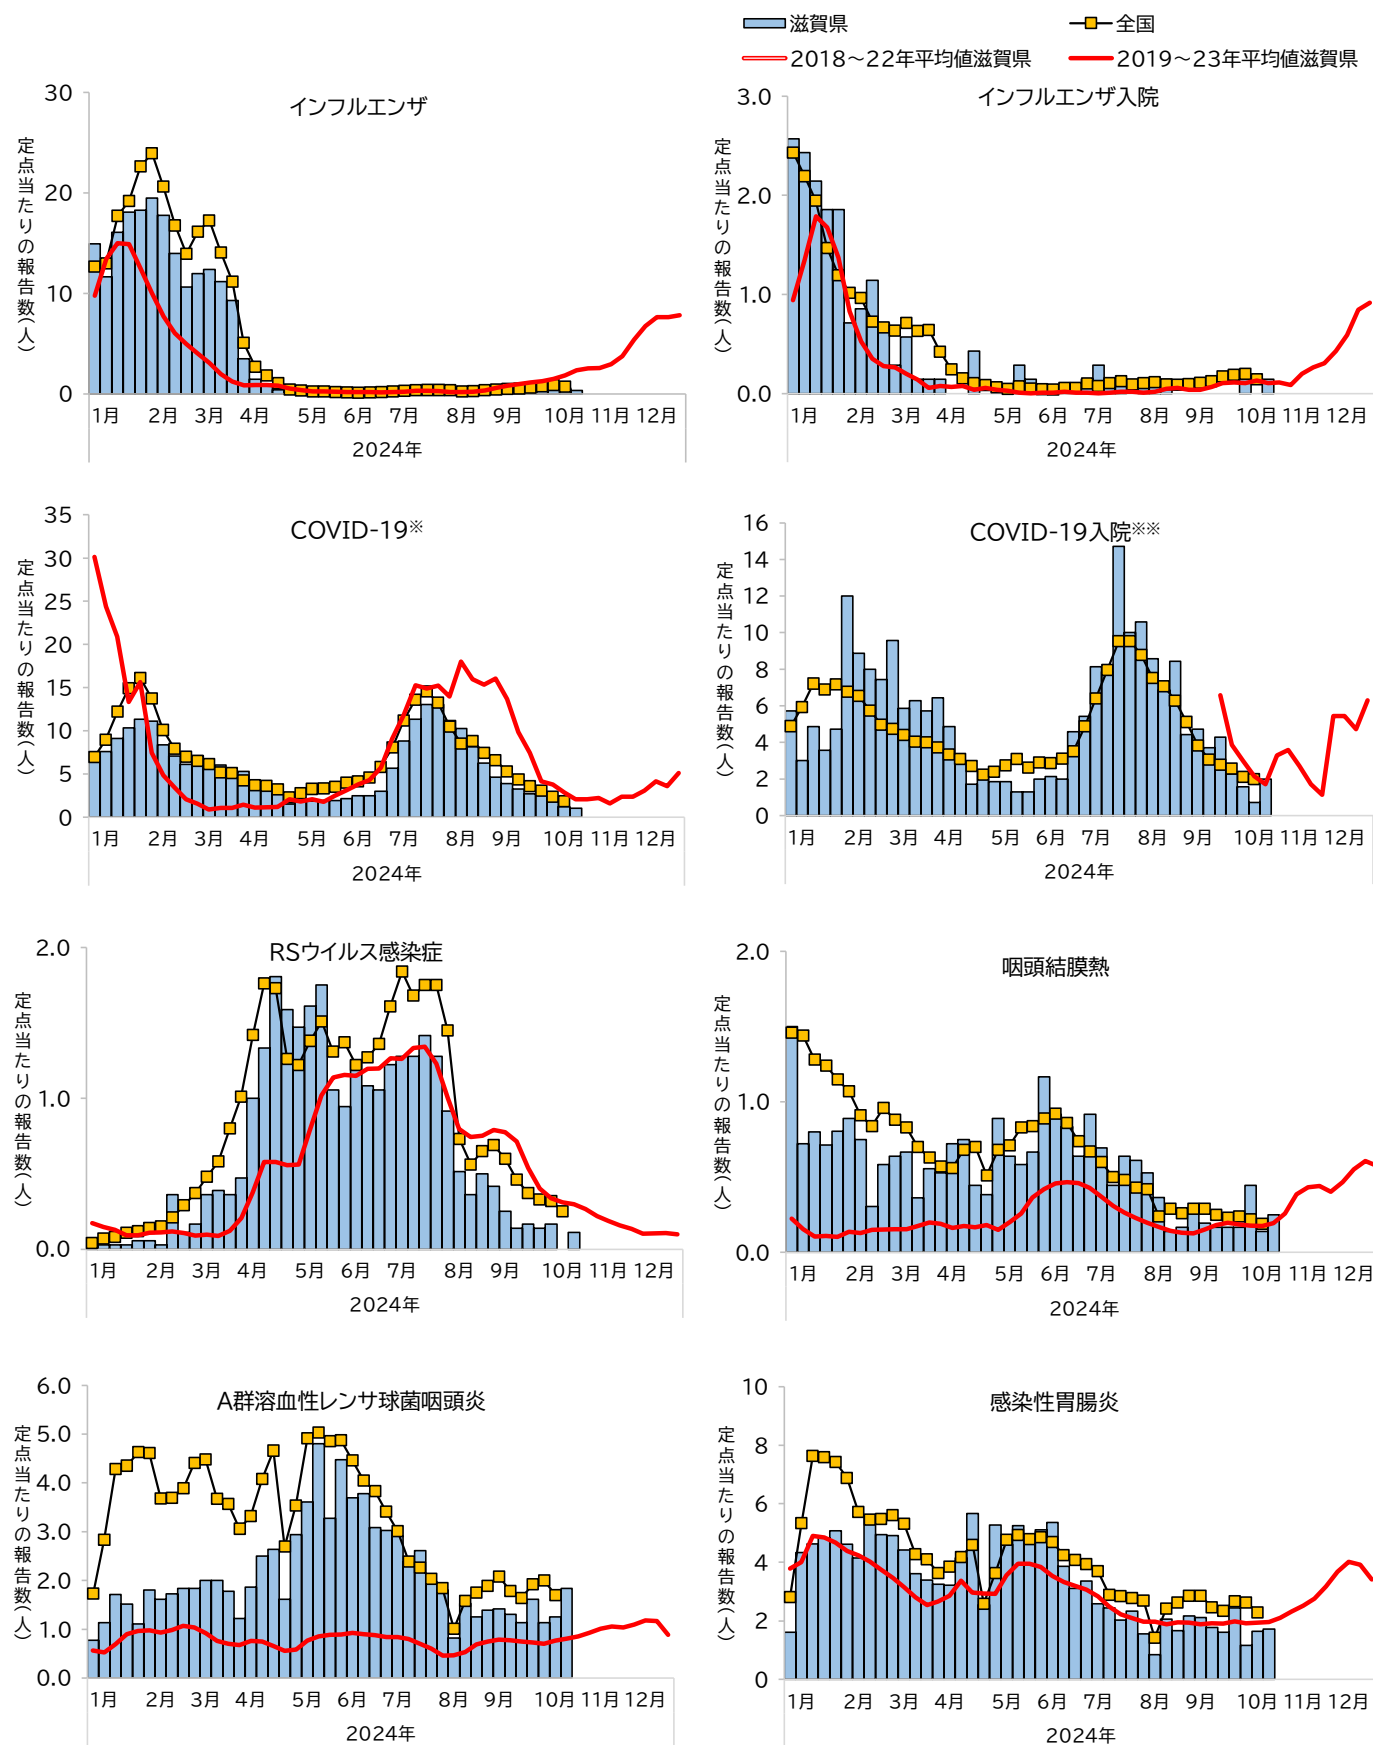 滋賀県
全国
2018～22年平均値滋賀県
2019～23年平均値滋賀県
インフルエンザ
定点当たりの報告数(人)
30
20
10
0
1月 2月 3月 4月 5月 6月 7月 8月 9月 10月 11月 12月
2024年
インフルエンザ入院
定点当たりの報告数(人)
3.0
2.0
1.0
0.0
1月 2月 3月 4月 5月 6月 7月 8月 9月 10月 11月 12月
2024年
COVID-19※
定点当たりの報告数(人)
35
30
25
20
15
10
5
0
1月 2月 3月 4月 5月 6月 7月 8月 9月 10月 11月 12月
2024年
COVID-19入院※※
定点当たりの報告数(人)
16
14
12
10
8
6
4
2
0
1月 2月 3月 4月 5月 6月 7月 8月 9月 10月 11月 12月
2024年
RSウイルス感染症
定点当たりの報告数(人)
2.0
1.0
0.0
1月 2月 3月 4月 5月 6月 7月 8月 9月 10月 11月 12月
2024年
咽頭結膜熱
定点当たりの報告数(人)
2.0
1.0
0.0
1月 2月 3月 4月 5月 6月 7月 8月 9月 10月 11月 12月
2024年
A群溶血性レンサ球菌咽頭炎
定点当たりの報告数(人)
6.0
5.0
4.0
3.0
2.0
1.0
0.0
1月 2月 3月 4月 5月 6月 7月 8月 9月 10月 11月 12月
2024年
感染性胃腸炎
定点当たりの報告数(人)
10
8
6
4
2
0
1月 2月 3月 4月 5月 6月 7月 8月 9月 10月 11月 12月
2024年